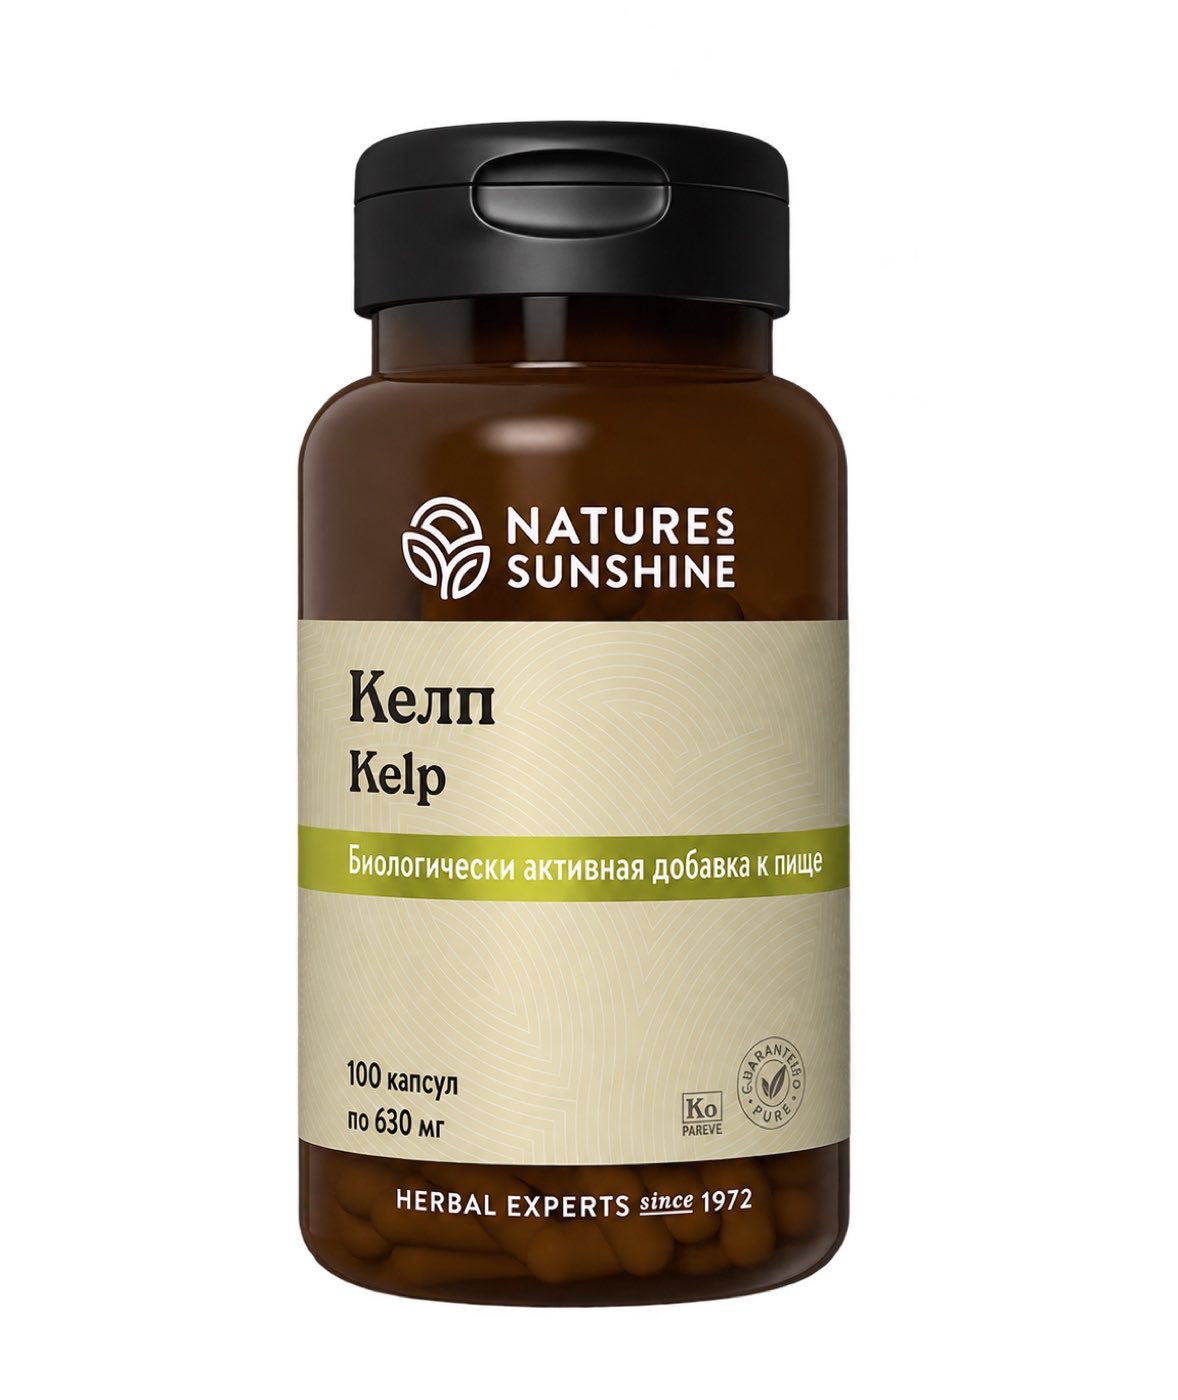 NATURES
SUNSHINE
Келп
Kelp
Биологически активная добавка к пище
100 капсул
по 630 мг
Ko
PAREVE
GUARANTEED
PURE
HERBAL EXPERTS since 1972